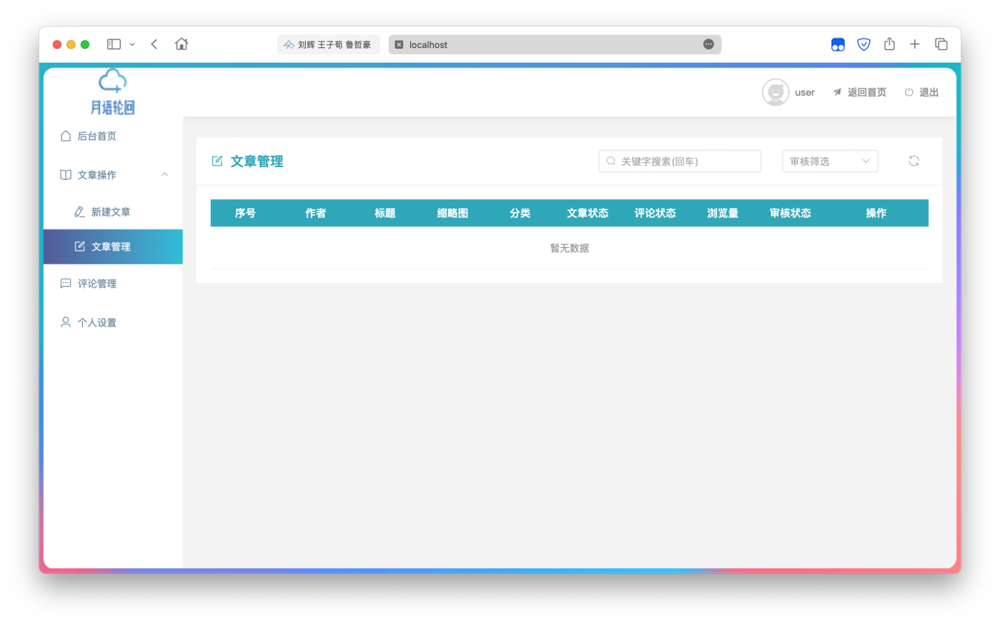 刘辉 王子荀 鲁哲豪
localhost
月语轮回
user 返回首页 退出
后台首页
文章操作
新建文章
文章管理
评论管理
个人设置
文章管理
关键字搜索(回车)
审核筛选
序号 作者 标题 缩略图 分类 文章状态 评论状态 浏览量 审核状态 操作
暂无数据